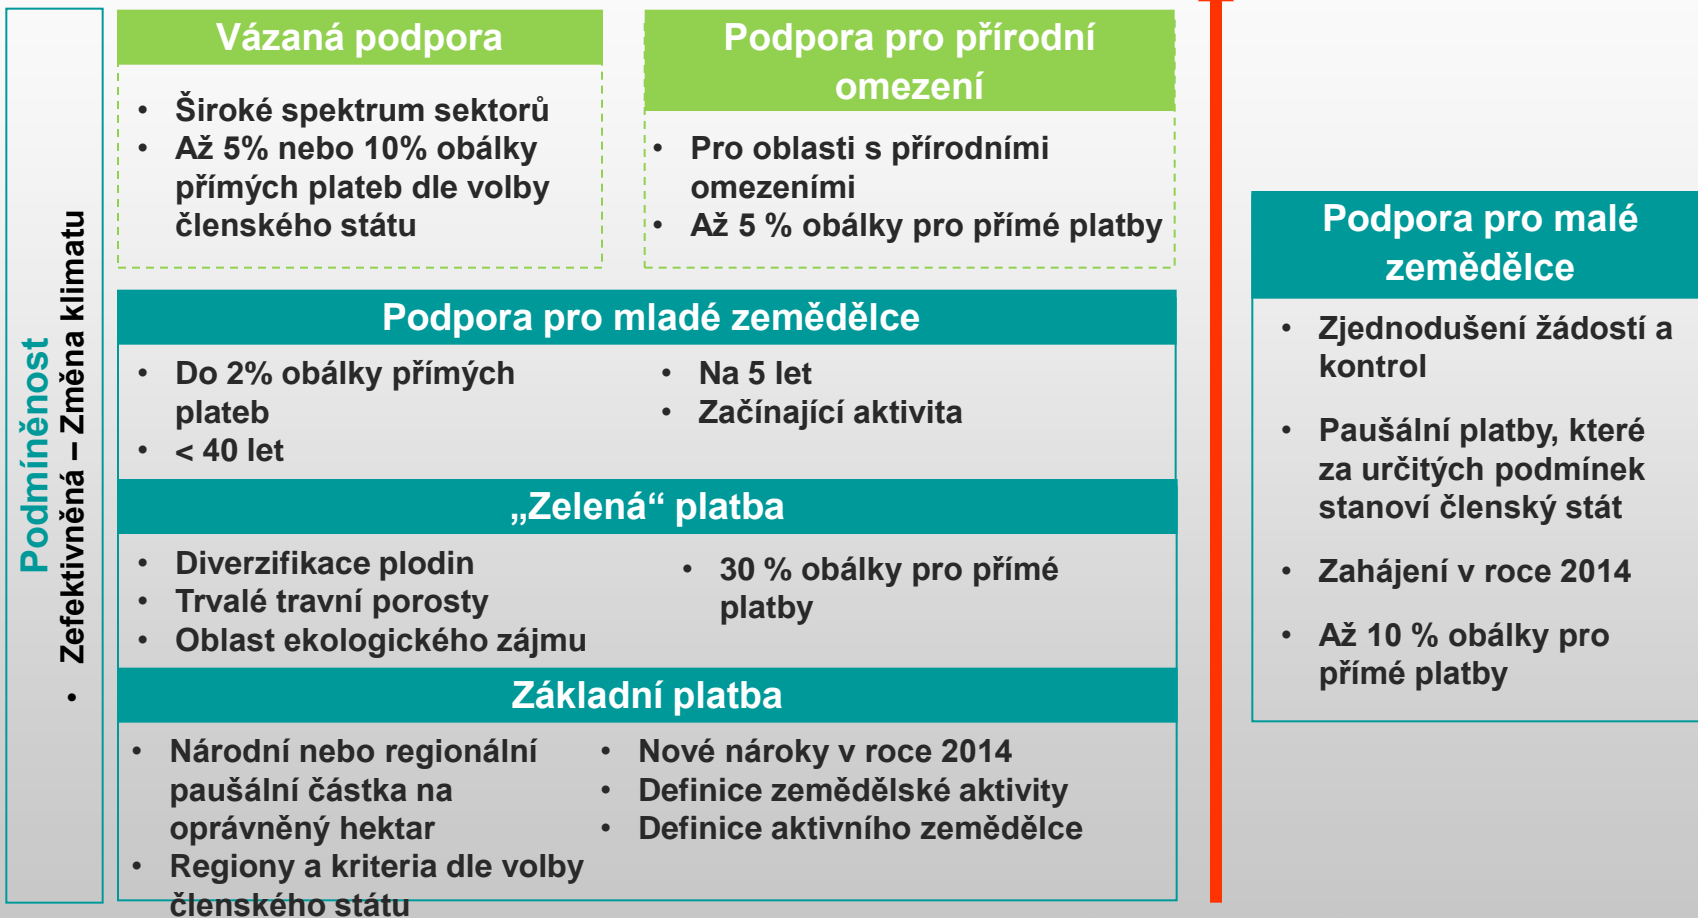 Podmíněnost
• Zefektivněná – Změna klimatu
Vázaná podpora
• Široké spektrum sektorů
• Až 5% nebo 10% obálky
přímých plateb dle volby
členského státu
Podpora pro přírodní
omezení
• Pro oblasti s přírodními
omezeními
• Až 5 % obálky pro přímé platby
Podpora pro mladé zemědělce
• Do 2% obálky přímých
plateb
• < 40 let
• Na 5 let
• Začínající aktivita
„Zelená“ platba
• Diverzifikace plodin
• Trvalé travní porosty
• Oblast ekologického zájmu
• 30 % obálky pro přímé
platby
Základní platba
• Národní nebo regionální
paušální částka na
oprávněný hektar
• Regiony a kriteria dle volby
členského státu
• Nové nároky v roce 2014
• Definice zemědělské aktivity
• Definice aktivního zemědělce
Podpora pro malé
zemědělce
• Zjednodušení žádostí a
kontrol
• Paušální platby, které
za určitých podmínek
stanoví členský stát
• Zahájení v roce 2014
• Až 10 % obálky pro
přímé platby